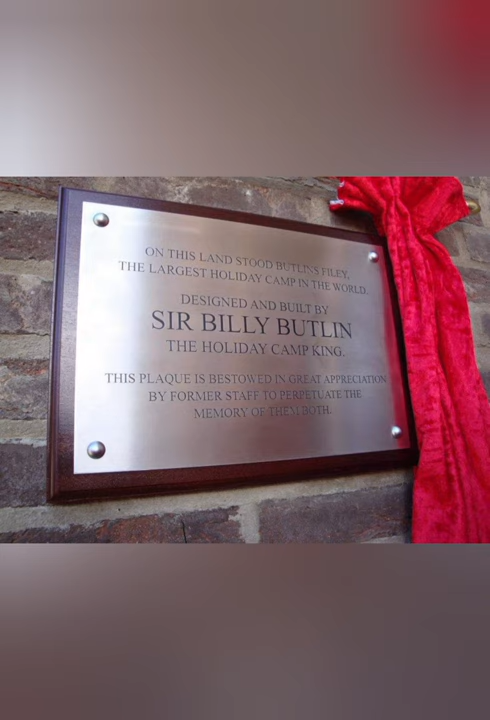 ON THIS LAND STOOD BUTLINS FILEY,
THE LARGEST HOLIDAY CAMP IN THE WORLD.
DESIGNED AND BUILT BY
SIR BILLY BUTLIN
THE HOLIDAY CAMP KING.
THIS PLAQUE IS BESTOWED IN GREAT APPRECIATION
BY FORMER STAFF TO PERPETUATE THE
MEMORY OF THEM BOTH.